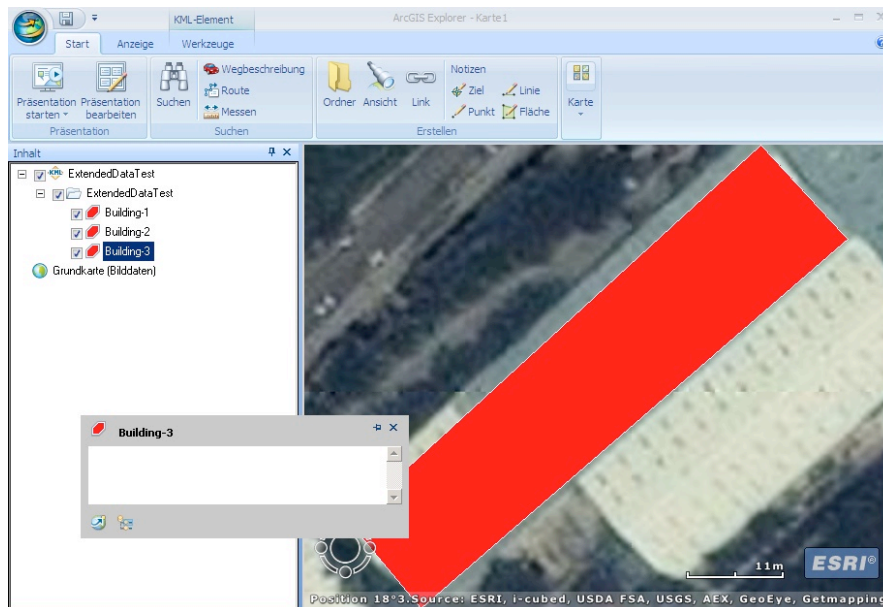 KML-Element
ArcGIS Explorer - Karte1
Start Anzeige Werkzeuge
Präsentation starten
Präsentation bearbeiten
Präsentation
Suchen
Wegbeschreibung
Route
Messen
Suchen
Ordner Ansicht Link
Notizen
Ziel Linie
Punkt Fläche
Erstellen
Karte
Inhalt
KML ExtendedDataTest
ExtendedDataTest
Building-1
Building-2
Building-3
Grundkarte (Bilddaten)
Building-3
11m
ESRI®
Position 18°3.Source: ESRI, i-cubed, USDA FSA, USGS, AEX, GeoEye, Getmapping